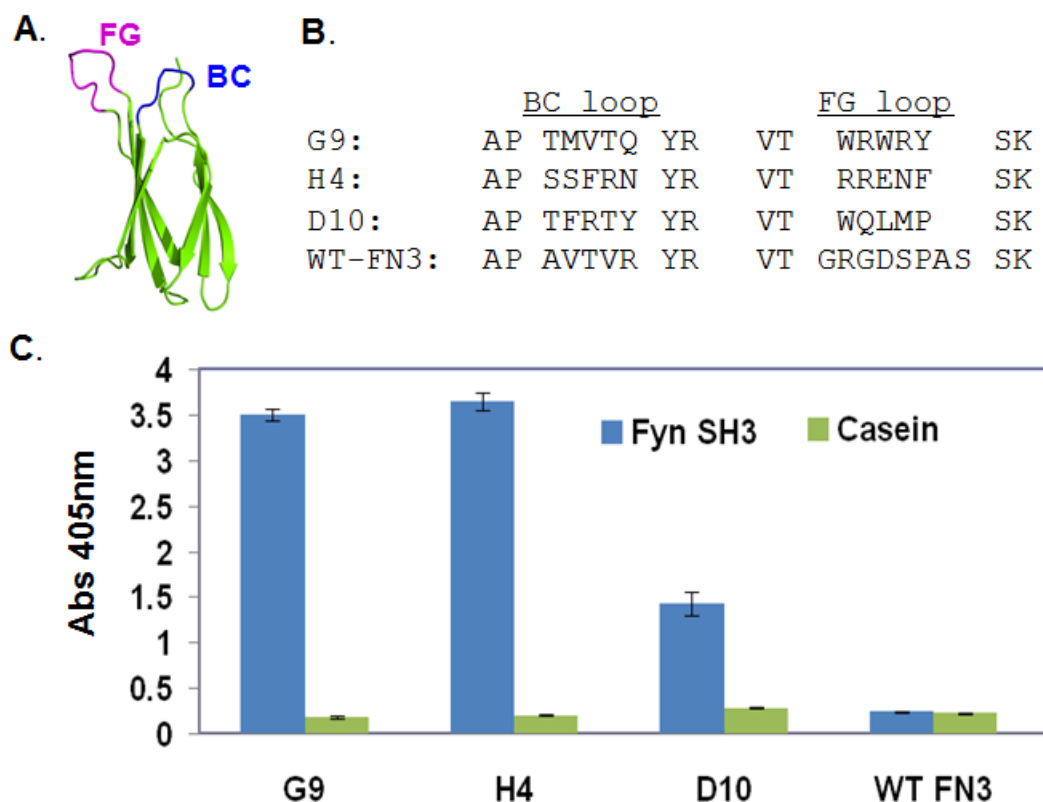 A.
FG
BC
B.
BC loop FG loop
G9: AP TMVTQ YR VT WRWRY SK
H4: AP SSFRN YR VT RRENF SK
D10: AP TFRTY YR VT WQLMP SK
WT-FN3: AP AVTVR YR VT GRGDSPAS SK
C.
Abs 405nm
4
3.5
3
2.5
2
1.5
1
0.5
0
Fyn SH3 Casein
G9 H4 D10 WT FN3